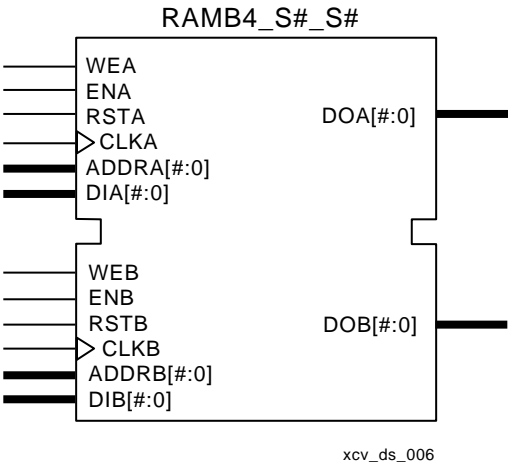 RAMB4_S#_S#
WEA
ENA
RSTA
CLKA
ADDRA[#:0]
DIA[#:0]
DOA[#:0]
WEB
ENB
RSTB
CLKB
ADDRB[#:0]
DIB[#:0]
DOB[#:0]
xcv_ds_006